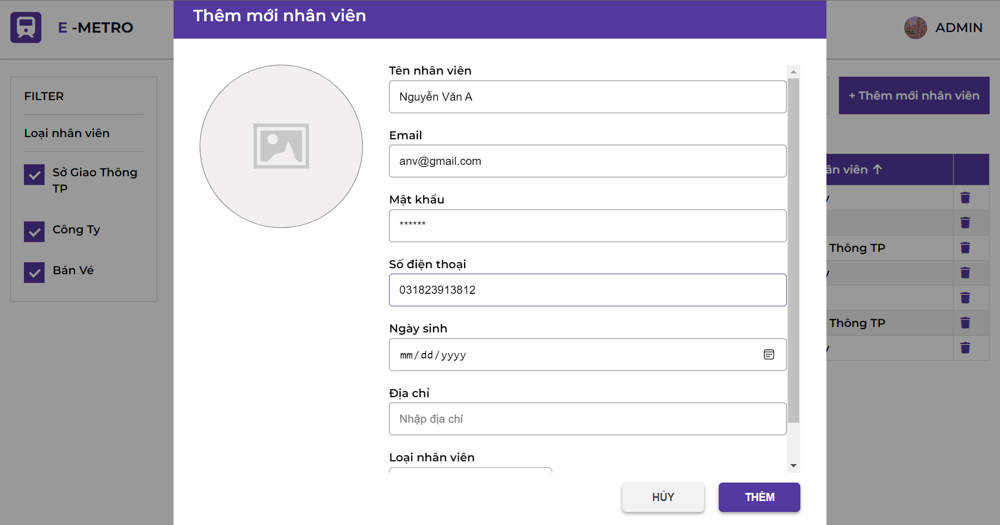 E -METRO
ADMIN
FILTER
Loại nhân viên
Sở Giao Thông
TP
Công Ty
Bán Vé
Thêm mới nhân viên
Tên nhân viên
Nguyễn Văn A
Email
anv@gmail.com
Mật khẩu
******
Số điện thoại
031823913812
Ngày sinh
mm/dd/yyyy
Địa chỉ
Nhập địa chỉ
Loại nhân viên
HỦY
THÊM
+ Thêm mới nhân viên
viên ↑
Thông TP
Thông TP